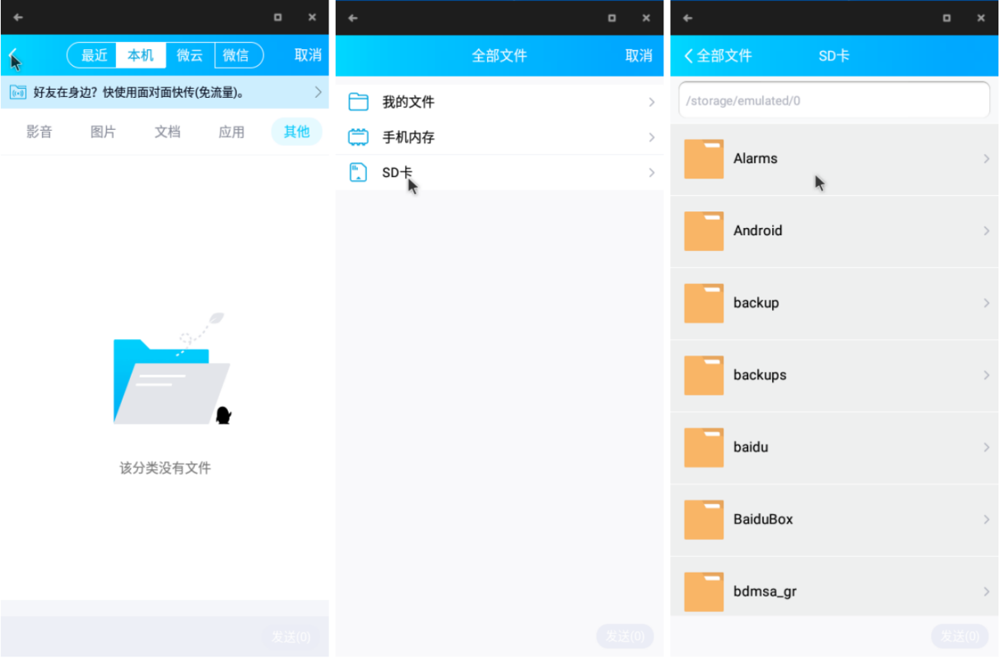 最近 本机 微云 微信 取消
好友在身边？快使用面对面快传(免流量)。
影音 图片 文档 应用 其他
该分类没有文件
发送(0)
全部文件 取消
我的文件
手机内存
SD卡
发送(0)
全部文件 SD卡
/storage/emulated/0
Alarms
Android
backup
backups
baidu
BaiduBox
bdmsa_gr
发送(0)